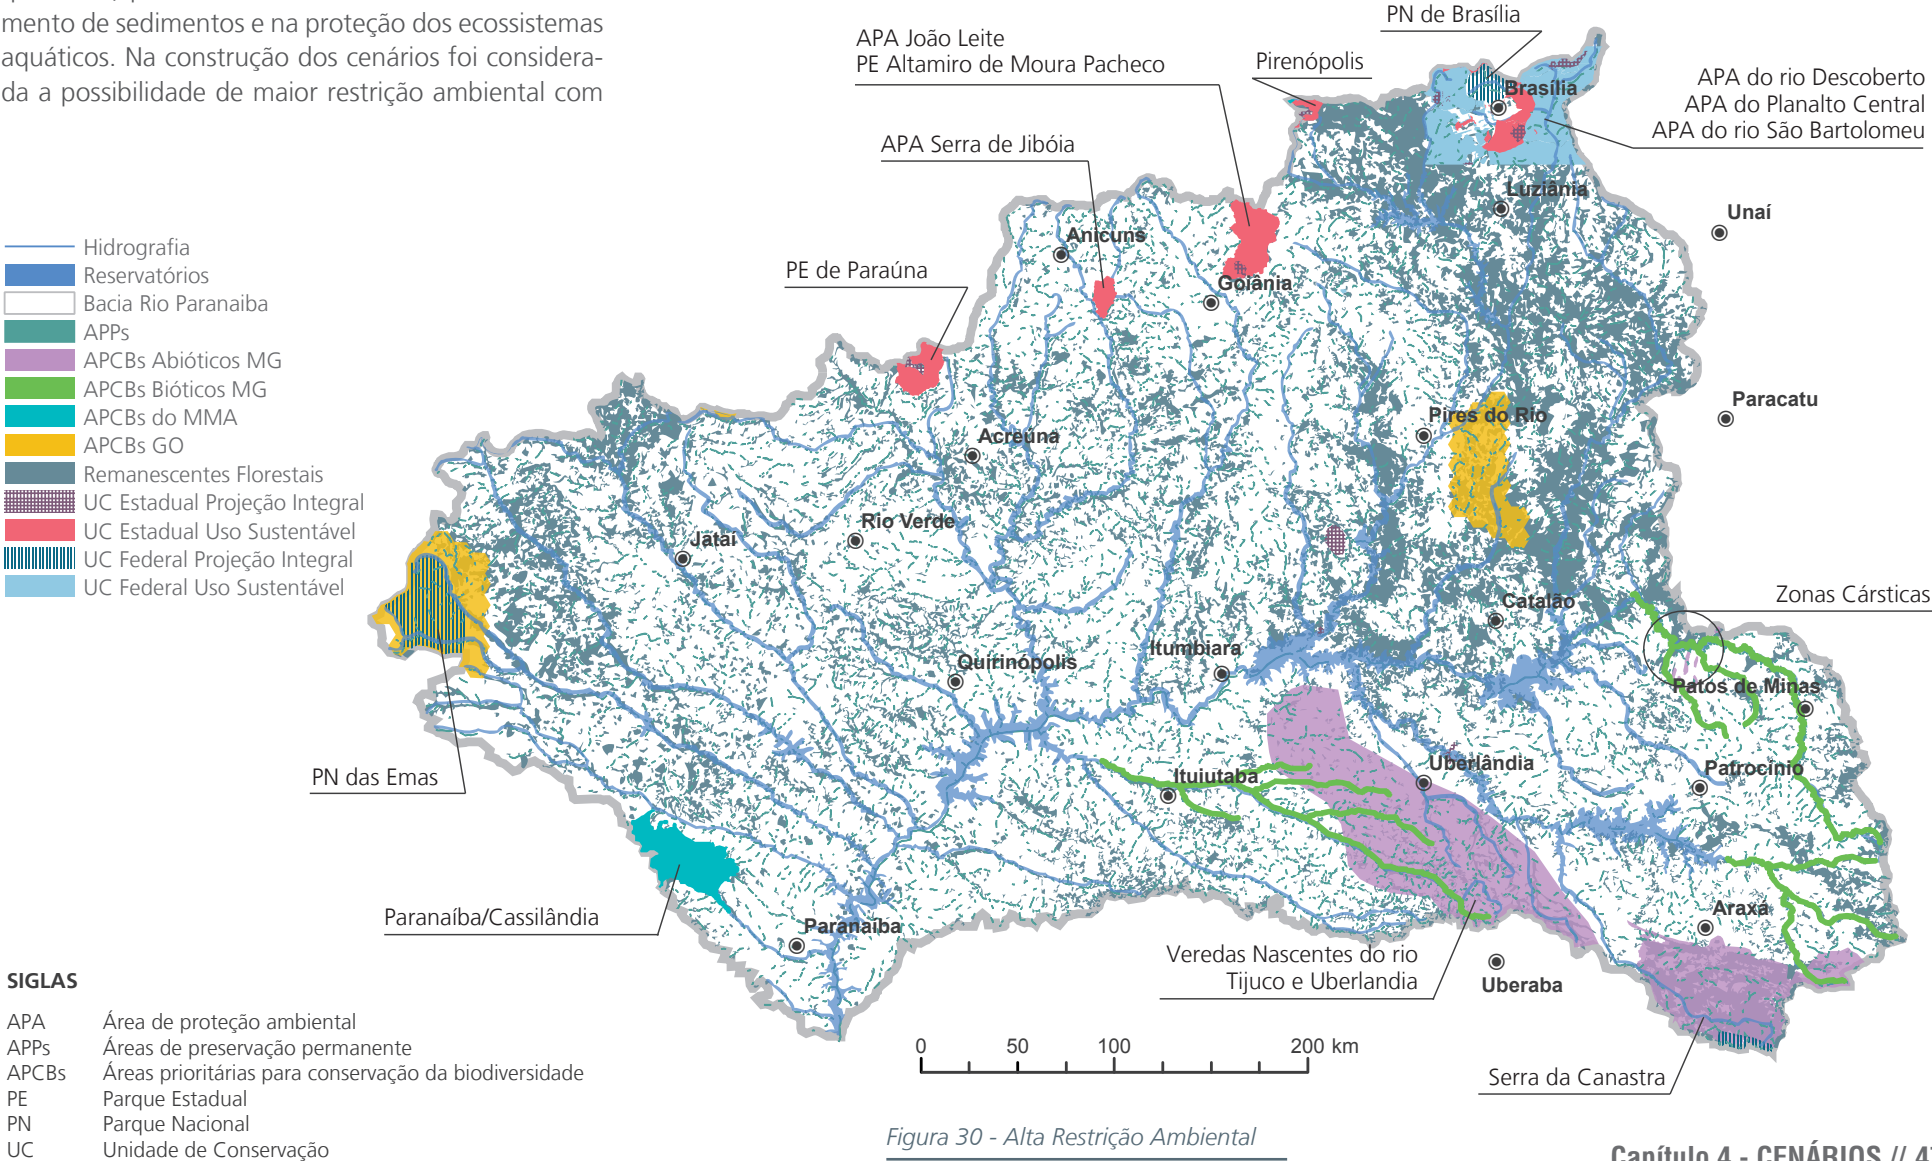 mento de sedimentos e na proteção dos ecossistemas
aquáticos. Na construção dos cenários foi considera-
da a possibilidade de maior restrição ambiental com
Hidrografia
Reservatórios
Bacia Rio Paranaiba
APPs
APCBs Abióticos MG
APCBs Bióticos MG
APCBs do MMA
APCBs GO
Remanescentes Florestais
UC Estadual Projeção Integral
UC Estadual Uso Sustentável
UC Federal Projeção Integral
UC Federal Uso Sustentável
PN de Brasília
APA João Leite
PE Altamiro de Moura Pacheco
Pirenópolis
APA do rio Descoberto
APA do Planalto Central
APA do rio São Bartolomeu
Brasília
APA Serra de Jibóia
Luziânia
Unaí
Anicuns
PE de Paraúna
Goiânia
Paracatu
Pires do Rio
Acreúna
Rio Verde
Jataí
Zonas Cársticas
Catalão
Itumbiara
Quirinópolis
Patos de Minas
PN das Emas
Ituiutaba
Uberlândia
Patrocínio
Paranaíba/Cassilândia
Paranaiba
Araxá
Veredas Nascentes do rio
Tijuco e Uberlandia
Uberaba
Serra da Canastra
0 50 100 200 km
SIGLAS
APA Área de proteção ambiental
APPs Áreas de preservação permanente
APCBs Áreas prioritárias para conservação da biodiversidade
PE Parque Estadual
PN Parque Nacional
UC Unidade de Conservação
Figura 30 - Alta Restrição Ambiental
Capítulo 4 - CENÁRIOS //